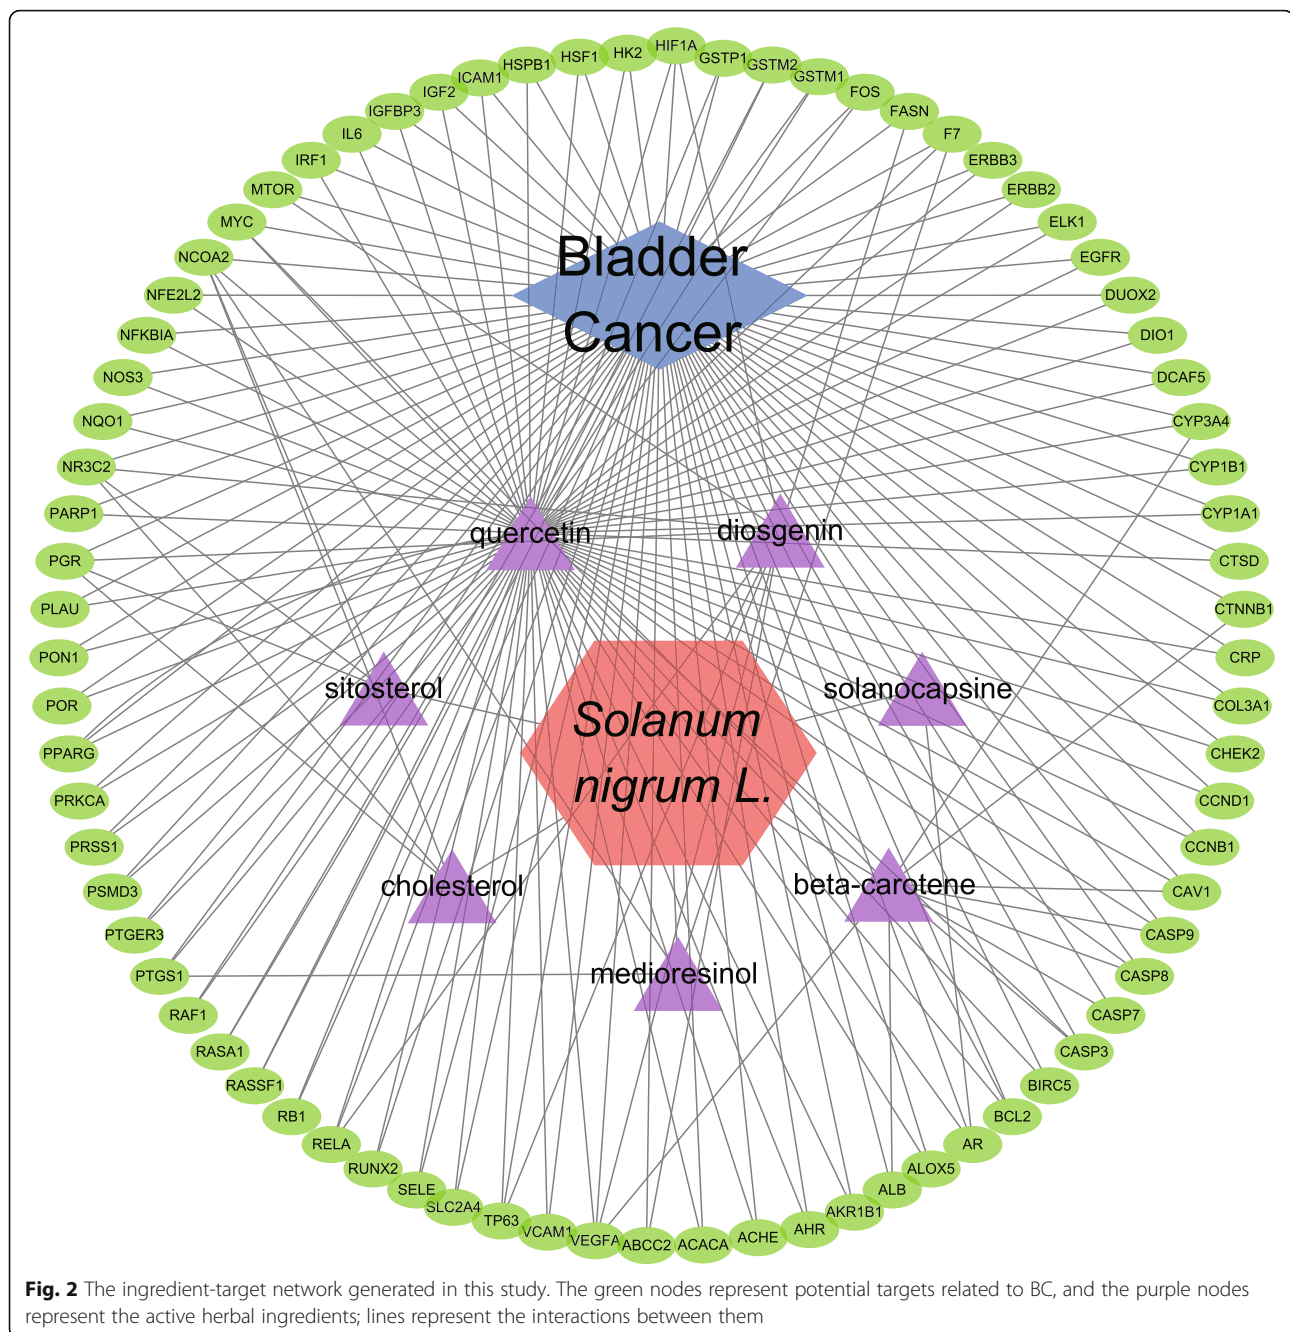 HIF1A
GSTP1
GSTM2
GSTM1
FOS
FASN
F7
ERBB3
ERBB2
ELK1
EGFR
DUOX2
DIO1
DCAF5
CYP3A4
CYP1B1
CYP1A1
CTSD
CTNNB1
CRP
COL3A1
CHEK2
CCND1
CCNB1
CAV1
CASP9
CASP8
CASP7
CASP3
BIRC5
BCL2
AR
ALOX5
ALB
AKR1B1
AHR
ACHE
ACACA
ABCC2
VEGFA
VCAM1
TP63
SLC2A4
SELE
RUNX2
RELA
RB1
RASSF1
RASA1
RAF1
PTGS1
PTGER3
PSMD3
PRSS1
PRKCA
PPARG
POR
PON1
PLAU
PGR
PARP1
NR3C2
NQO1
NOS3
NFKBIA
NFE2L2
NCOA2
MYC
MTOR
IRF1
IL6
IGFBP3
IGF2
ICAM1
HSPB1
HSF1
HK2
Bladder
Cancer
quercetin
diosgenin
sitosterol
solanocapsine
Solanum
nigrum L.
cholesterol
beta-carotene
medioresinol
Fig. 2 The ingredient-target network generated in this study. The green nodes represent potential targets related to BC, and the purple nodes
represent the active herbal ingredients; lines represent the interactions between them